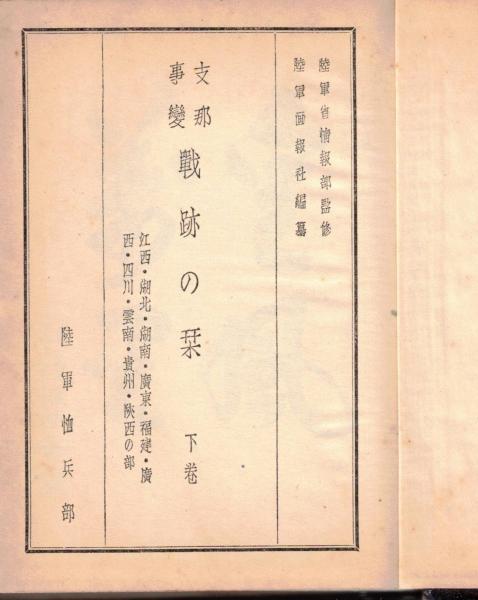 陸軍省情報部監修
陸軍画報社編纂
支那
事變
戰跡の栞 下卷
江西・湖北・湖南・廣東・福建・廣
西・四川・雲南・貴州・陝西の部
陸軍恤兵部